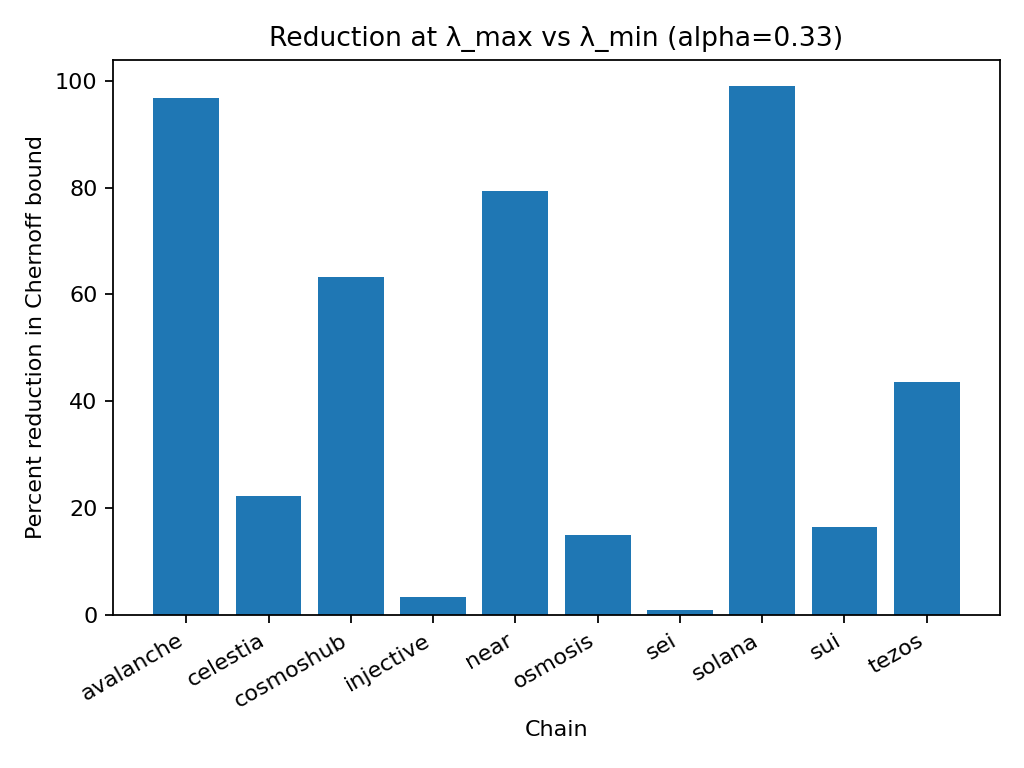 Reduction at λ_max vs λ_min (alpha=0.33)
Percent reduction in Chernoff bound
100
80
60
40
20
0
avalanche
celestia
cosmoshub
injective
near
osmosis
sei
solana
sui
tezos
Chain